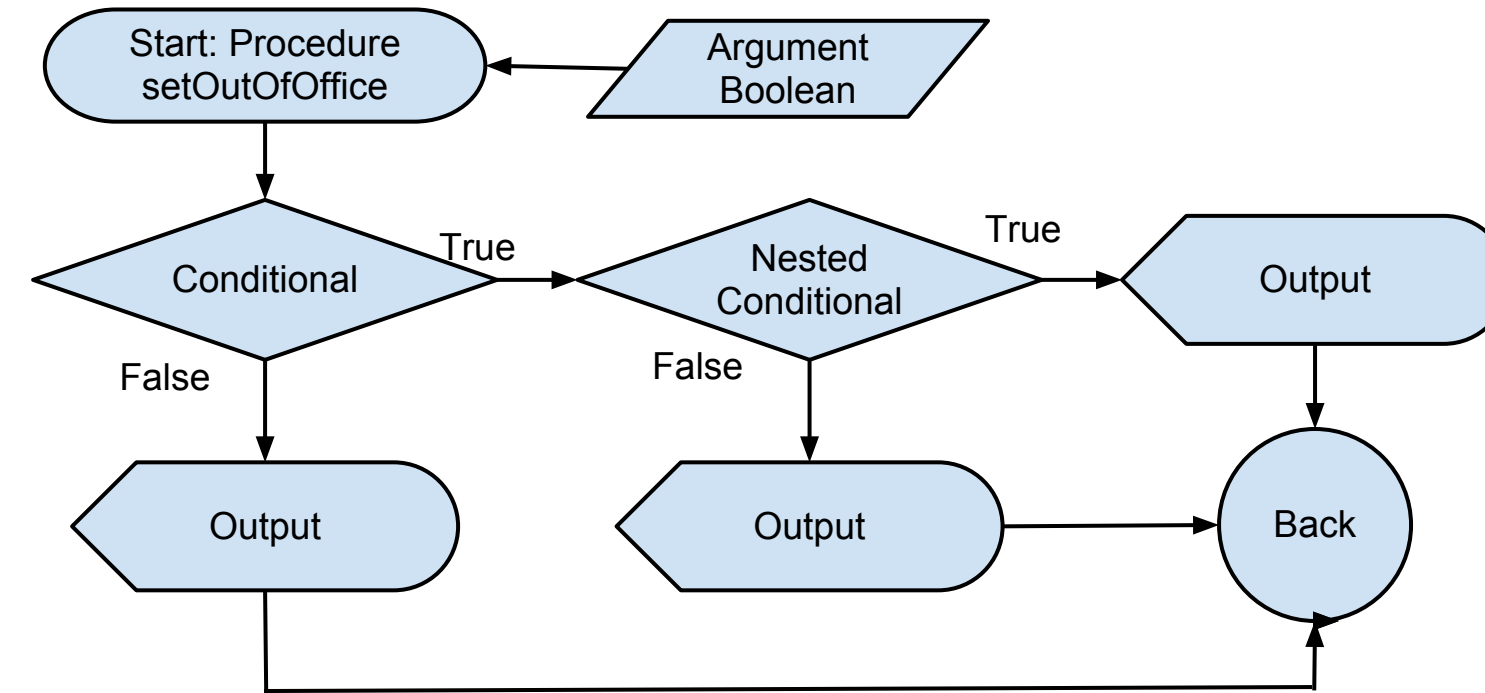 Start: Procedure
setOutOfOffice
Argument
Boolean
Conditional
True
Nested
Conditional
True
Output
False
False
Output
Output
Back